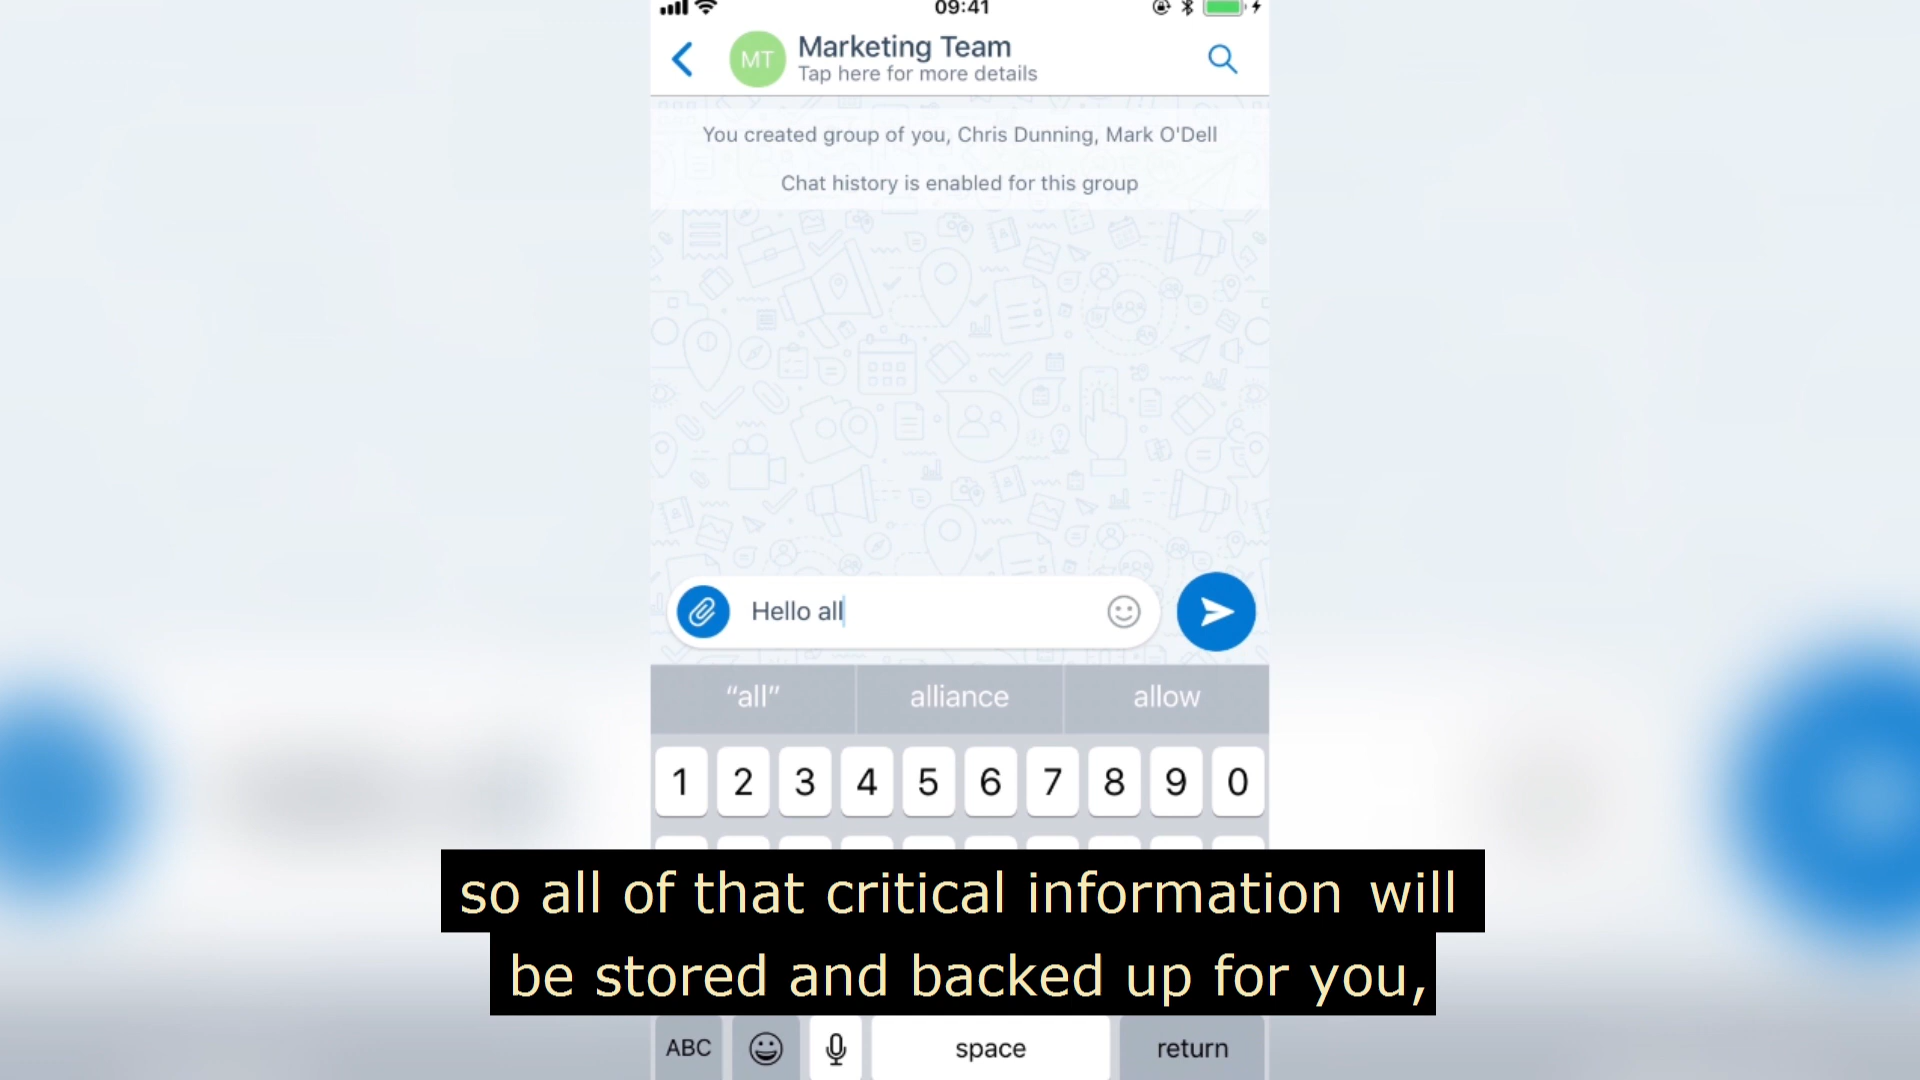 09:41
MT
Marketing Team
Tap here for more details
You created group of you, Chris Dunning, Mark O'Dell
Chat history is enabled for this group
Hello all
“all” alliance allow
1 2 3 4 5 6 7 8 9 0
so all of that critical information will
be stored and backed up for you,
ABC space return